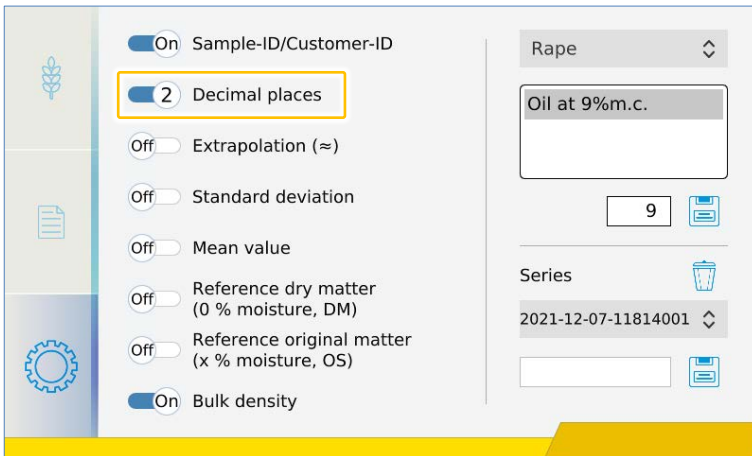 On Sample-ID/Customer-ID
2 Decimal places
Off Extrapolation (≈)
Off Standard deviation
Off Mean value
Off Reference dry matter
(0 % moisture, DM)
Off Reference original matter
(x % moisture, OS)
On Bulk density
Rape
Oil at 9%m.c.
9
Series
2021-12-07-11814001